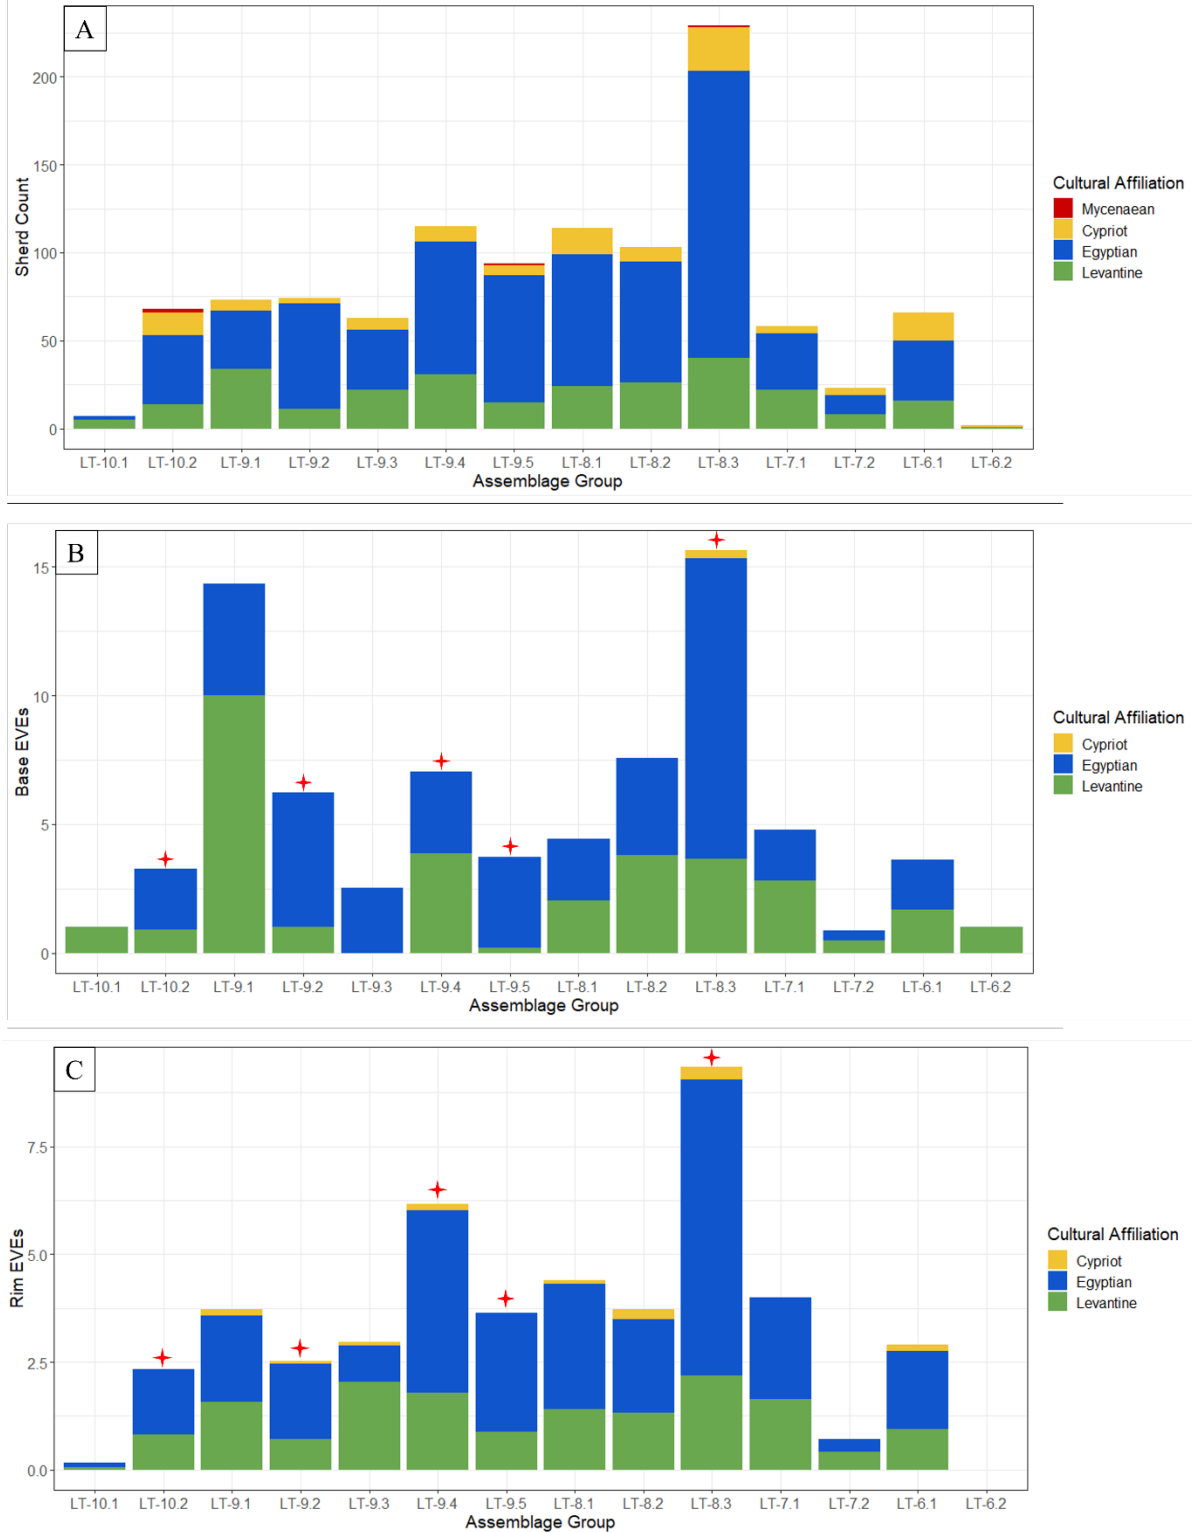 A
200
150
100
50
0
Sherd Count
LT-10.1 LT-10.2 LT-9.1 LT-9.2 LT-9.3 LT-9.4 LT-9.5 LT-8.1 LT-8.2 LT-8.3 LT-7.1 LT-7.2 LT-6.1 LT-6.2
Assemblage Group
Cultural Affiliation
Mycenaean
Cypriot
Egyptian
Levantine
B
15
10
5
0
Base EVEs
LT-10.1 LT-10.2 LT-9.1 LT-9.2 LT-9.3 LT-9.4 LT-9.5 LT-8.1 LT-8.2 LT-8.3 LT-7.1 LT-7.2 LT-6.1 LT-6.2
Assemblage Group
Cultural Affiliation
Cypriot
Egyptian
Levantine
C
7.5
5.0
2.5
0.0
Rim EVEs
LT-10.1 LT-10.2 LT-9.1 LT-9.2 LT-9.3 LT-9.4 LT-9.5 LT-8.1 LT-8.2 LT-8.3 LT-7.1 LT-7.2 LT-6.1 LT-6.2
Assemblage Group
Cultural Affiliation
Cypriot
Egyptian
Levantine